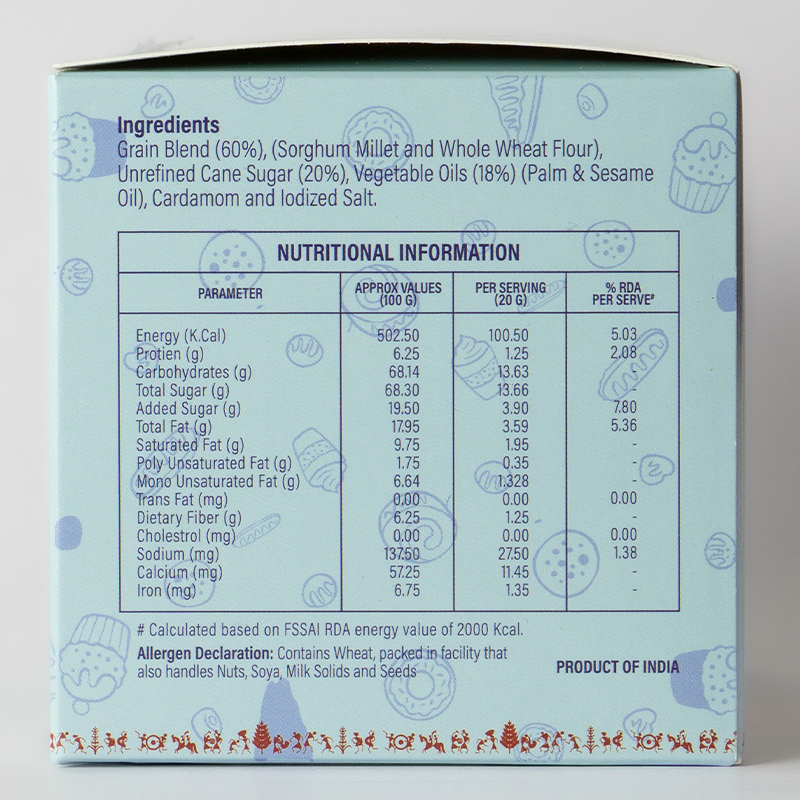 Ingredients
Grain Blend (60%), (Sorghum Millet and Whole Wheat Flour),
Unrefined Cane Sugar (20%), Vegetable Oils (18%) (Palm & Sesame
Oil), Cardamom and Iodized Salt.
NUTRITIONAL INFORMATION
PARAMETER APPROX VALUES (100 G) PER SERVING (20 G) % RDA PER SERVE#
Energy (K.Cal) 502.50 100.50 5.03
Protien (g) 6.25 1.25 2.08
Carbohydrates (g) 68.14 13.63 -
Total Sugar (g) 68.30 13.66 -
Added Sugar (g) 19.50 3.90 7.80
Total Fat (g) 17.95 3.59 5.36
Saturated Fat (g) 9.75 1.95 -
Poly Unsaturated Fat (g) 1.75 0.35 -
Mono Unsaturated Fat (g) 6.64 1.328 -
Trans Fat (mg) 0.00 0.00 0.00
Dietary Fiber (g) 6.25 1.25 -
Cholestrol (mg) 0.00 0.00 0.00
Sodium (mg) 137.50 27.50 1.38
Calcium (mg) 57.25 11.45 -
Iron (mg) 6.75 1.35 -
# Calculated based on FSSAI RDA energy value of 2000 Kcal.
Allergen Declaration: Contains Wheat, packed in facility that
also handles Nuts, Soya, Milk Solids and Seeds
PRODUCT OF INDIA